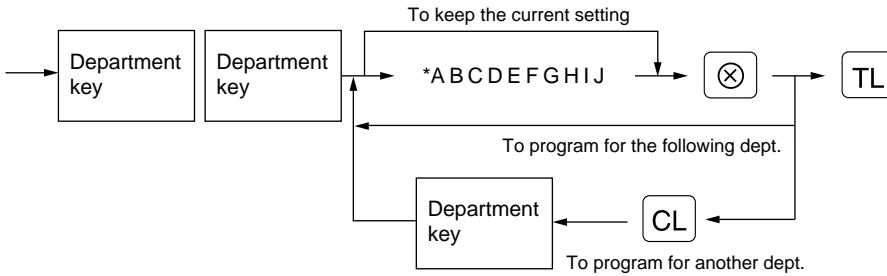 To keep the current setting
Department
key
Department
key
*A B C D E F G H I J
⊗
TL
To program for the following dept.
Department
key
CL
To program for another dept.